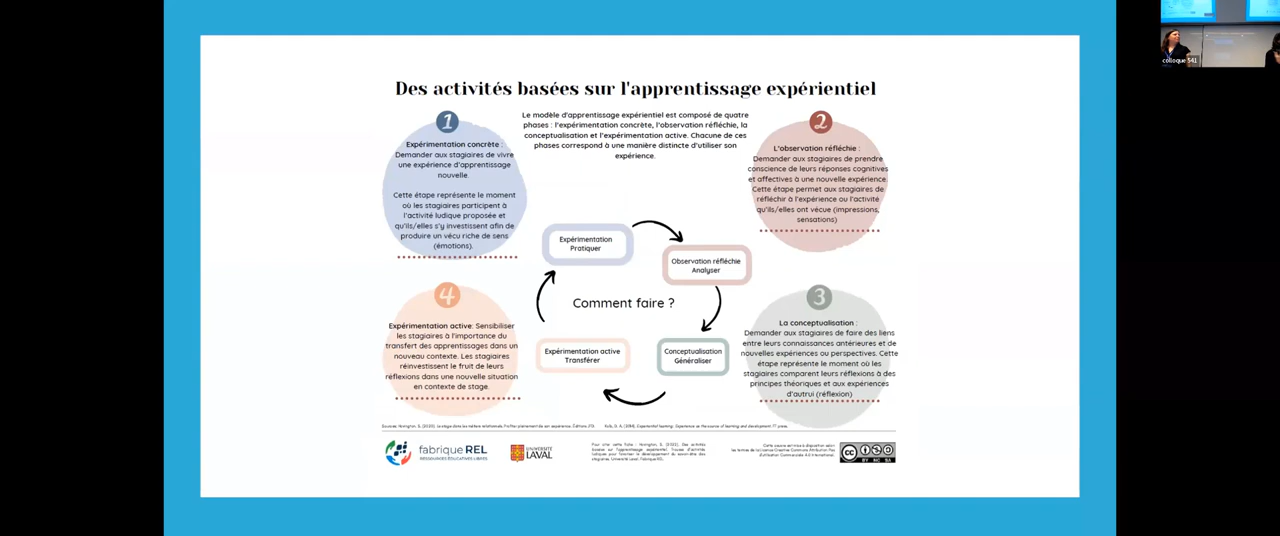 Des activités basées sur l'apprentissage expérientiel
Le modèle d'apprentissage expérientiel est composé de quatre
phases : l'expérimentation concrète, l'observation réfléchie, la
conceptualisation et l'expérimentation active. Chacune de ces
phases correspond à une manière distincte d'utiliser son
expérience.
1
Expérimentation concrète :
Demander aux stagiaires de vivre
une expérience d'apprentissage
nouvelle.
Cette étape représente le moment
où les stagiaires participent à
l'activité ludique proposée et
qu'ils/elles s'y investissent afin de
produire un vécu riche de sens
(émotions).
2
L'observation réfléchie :
Demander aux stagiaires de prendre
conscience de leurs réponses cognitives
et affectives à une nouvelle expérience.
Cette étape permet aux stagiaires de
réfléchir à l'expérience ou l'activité
qu'ils/elles ont vécue (impressions,
sensations)
Expérimentation
Pratiquer
Observation réfléchie
Analyser
Comment faire ?
Expérimentation active
Transférer
Conceptualisation
Généraliser
4
Expérimentation active: Sensibiliser
les stagiaires à l'importance du
transfert des apprentissages dans un
nouveau contexte. Les stagiaires
réinvestissent le fruit de leurs
réflexions dans une nouvelle situation
en contexte de stage.
3
La conceptualisation :
Demander aux stagiaires de faire des liens
entre leurs connaissances antérieures et de
nouvelles expériences ou perspectives. Cette
étape représente le moment où les
stagiaires comparent leurs réflexions à des
principes théoriques et aux expériences
d'autrui (réflexion)
fabrique REL
RESSOURCES ÉDUCATIVES LIBRES
UNIVERSITÉ
LAVAL
cc
BY NC SA
colloque 541